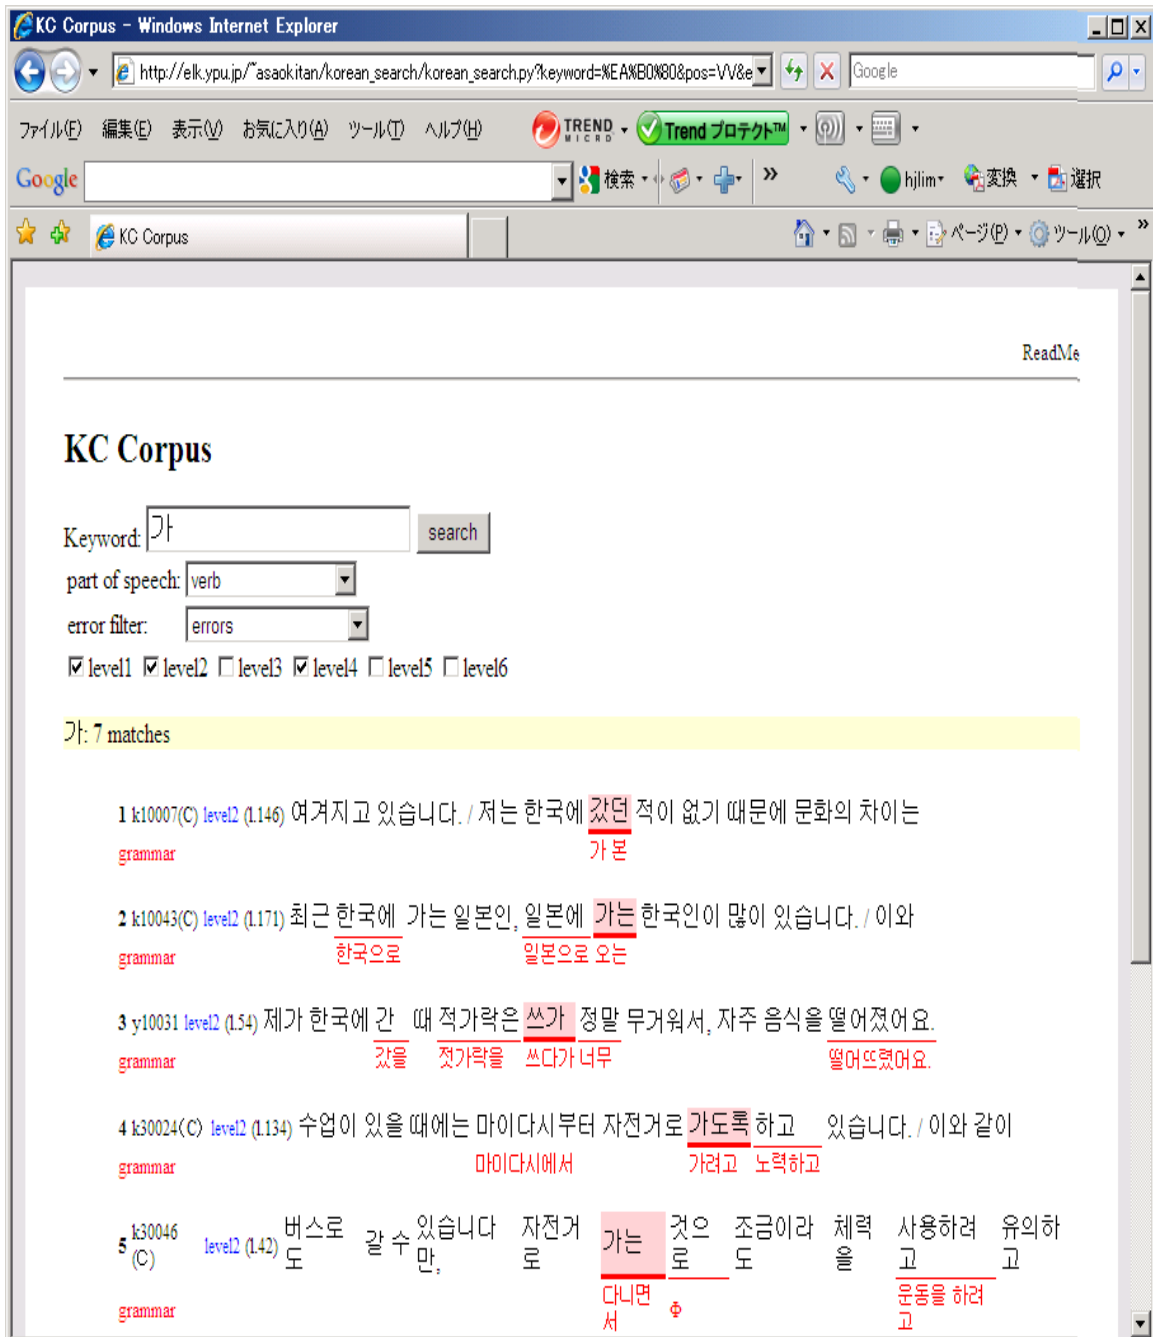 KC Corpus - Windows Internet Explorer
http://elk.ypu.jp/~asaokitan/korean_search/korean_search.py?keyword=%EA%B0%80&pos=VV&e
Google
ファイル(F) 編集(E) 表示(V) お気に入り(A) ツール(T) ヘルプ(H) TREND MICRO Trend プロテクト™
Google 検索 » hjlim 変換 選択
KC Corpus ページ(P) ツール(O) »
ReadMe
KC Corpus
Keyword: 가 search
part of speech: verb
error filter: errors
level1 level2 level3 level4 level5 level6
가: 7 matches
1 k10007(C) level2 (l.146) 여겨지고 있습니다. / 저는 한국에 갔던 적이 없기 때문에 문화의 차이는
grammar 가 본
2 k10043(C) level2 (l.171) 최근 한국에 가는 일본인, 일본에 가는 한국인이 많이 있습니다. / 이와
grammar 한국으로 일본으로 오는
3 y10031 level2 (l.54) 제가 한국에 간 때 적가락은 쓰가 정말 무거워서, 자주 음식을 떨어졌어요.
grammar 갔을 젓가락을 쓰다가 너무 떨어뜨렸어요.
4 k30024(C) level2 (l.134) 수업이 있을 때에는 마이다시부터 자전거로 가도록 하고 있습니다. / 이와 같이
grammar 마이다시에서 가려고 노력하고
5 k30046 (C) level2 (l.42) 버스로도 갈 수 있습니다만, 자전거로 가는 것으로 조금이라도 체력을 사용하려고 유의하고
grammar 다니면서 Φ 운동을 하려고